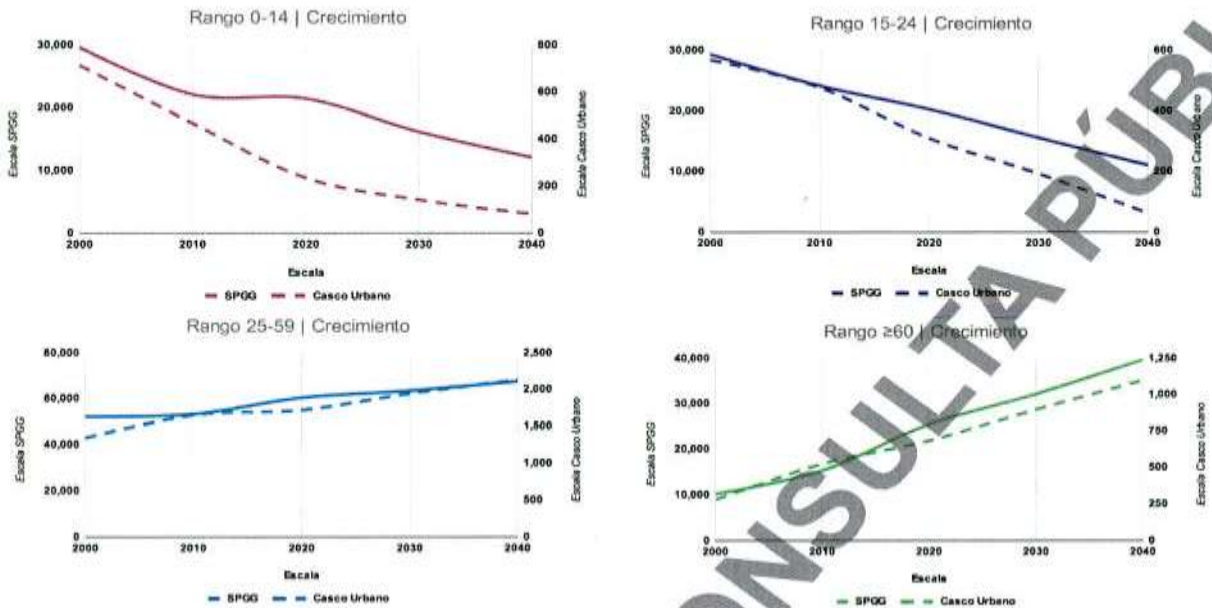 Rango 0-14 | Crecimiento
30,000
20,000
10,000
0
Escala SPGG
800
600
400
200
0
Escala Casco Urbano
2000 2010 2020 2030 2040
Escala
SPGG Casco Urbano
Rango 15-24 | Crecimiento
30,000
20,000
10,000
0
Escala SPGG
600
400
200
0
Escala Casco Urbano
2000 2010 2020 2030 2040
Escala
SPGG Casco Urbano
Rango 25-59 | Crecimiento
80,000
60,000
40,000
20,000
0
Escala SPGG
2,500
2,000
1,500
1,000
500
0
Escala Casco Urbano
2000 2010 2020 2030 2040
Escala
SPGG Casco Urbano
Rango ≥60 | Crecimiento
40,000
30,000
20,000
10,000
0
Escala SPGG
1,250
1,000
750
500
250
0
Escala Casco Urbano
2000 2010 2020 2030 2040
Escala
SPGG Casco Urbano
ONSULTA PÚBL